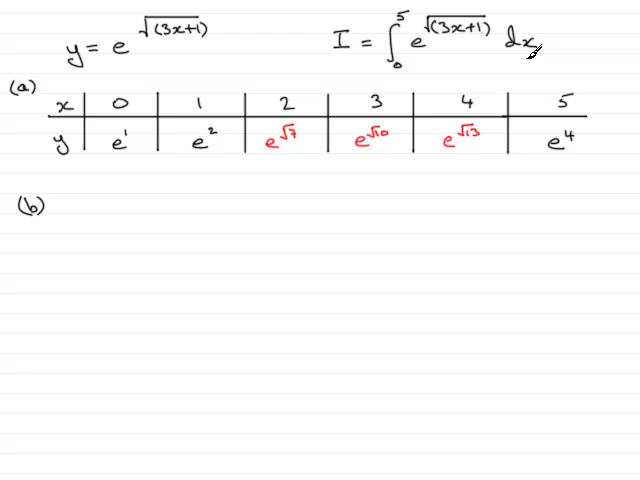 y = e^√(3x+1) I = ∫₀⁵ e^√(3x+1) dx
(a)
x 0 1 2 3 4 5
y e¹ e² e^√7 e^√10 e^√13 e⁴
(b)